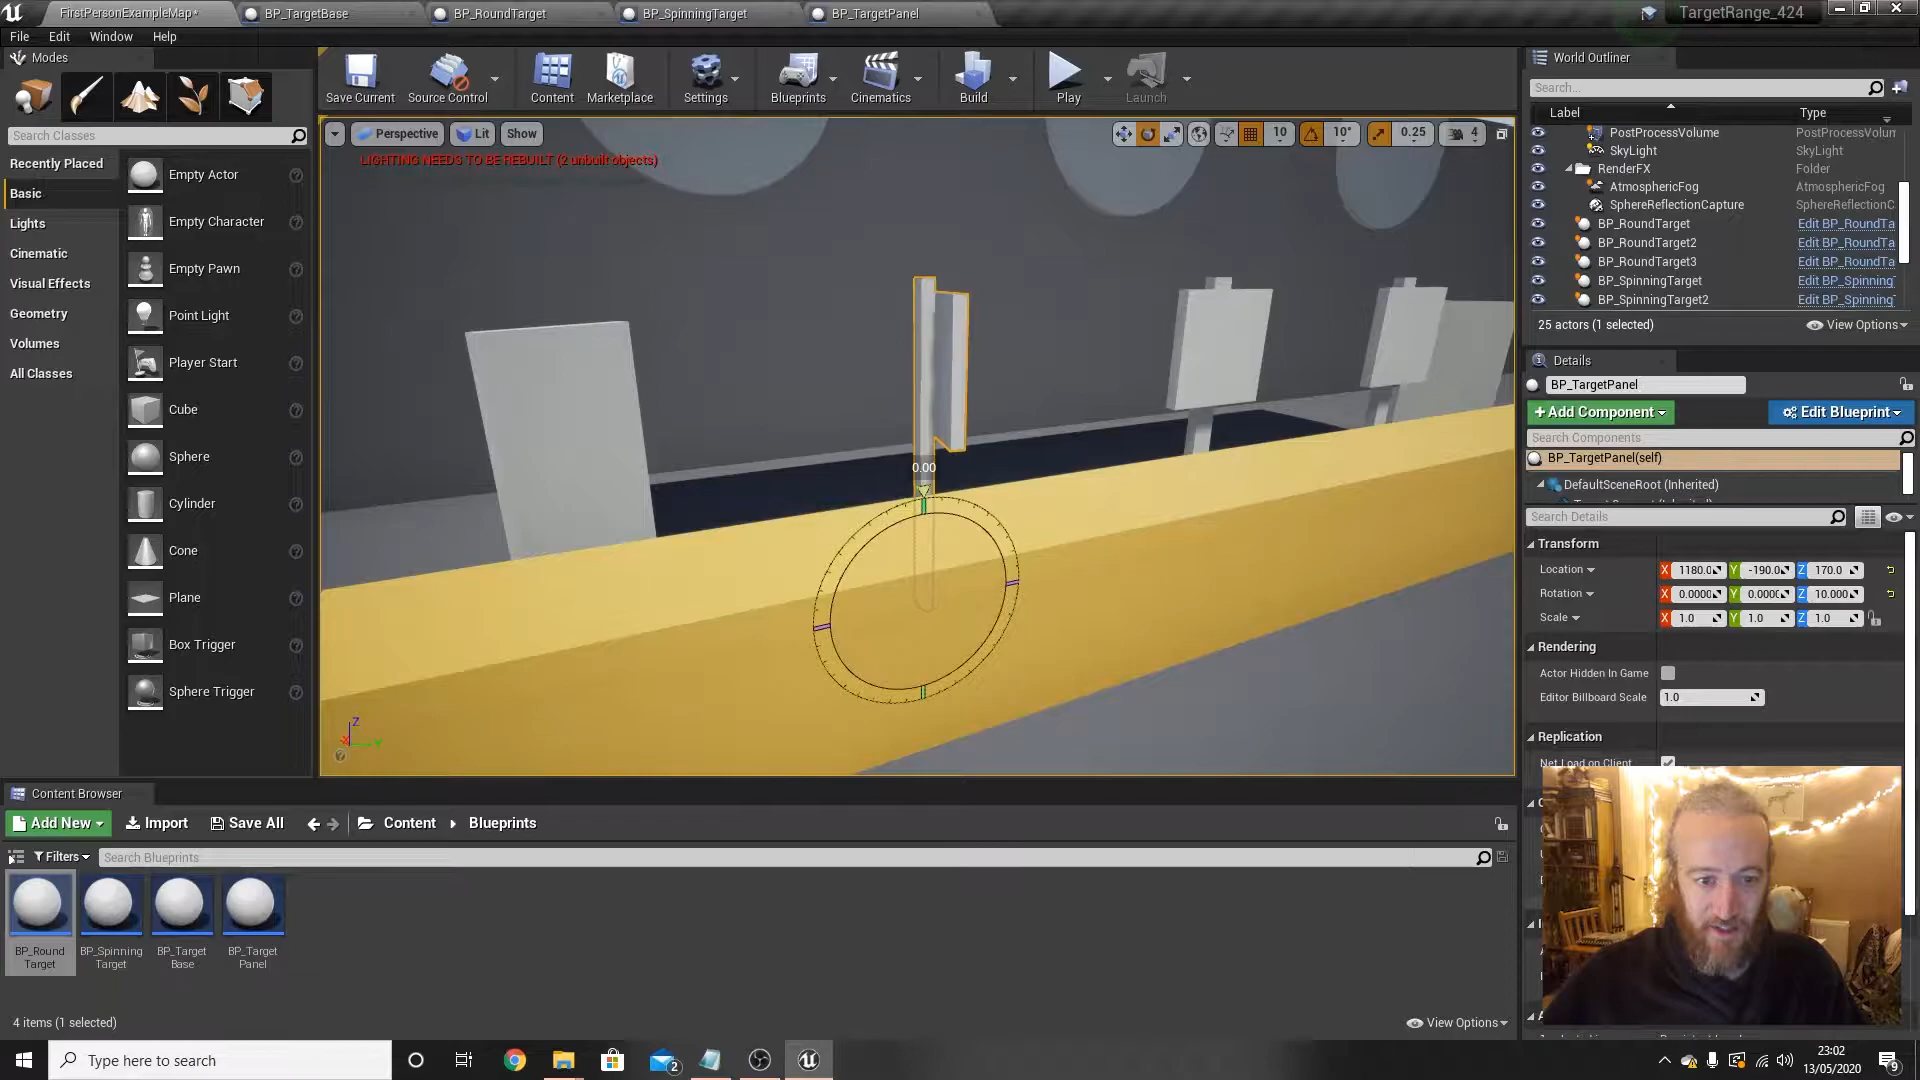 FirstPersonExampleMap*
BP_TargetBase
BP_RoundTarget
BP_SpinningTarget
BP_TargetPanel
TargetRange_424
File
Edit
Window
Help
Modes
Search Classes
Recently Placed
Basic
Lights
Cinematic
Visual Effects
Geometry
Volumes
All Classes
Empty Actor
Empty Character
Empty Pawn
Point Light
Player Start
Cube
Sphere
Cylinder
Cone
Plane
Box Trigger
Sphere Trigger
Save Current
Source Control
Content
Marketplace
Settings
Blueprints
Cinematics
Build
Play
Launch
Perspective
Lit
Show
10
10°
0.25
4
LIGHTING NEEDS TO BE REBUILT (2 unbuilt objects)
0.00
Z
X
Y
World Outliner
Search...
Label
Type
PostProcessVolume
PostProcessVolun
SkyLight
SkyLight
RenderFX
Folder
AtmosphericFog
AtmosphericFog
SphereReflectionCapture
SphereReflectionC
BP_RoundTarget
Edit BP_RoundTa
BP_RoundTarget2
Edit BP_RoundTa
BP_RoundTarget3
Edit BP_RoundTa
BP_SpinningTarget
Edit BP_Spinning
BP_SpinningTarget2
Edit BP_Spinning
25 actors (1 selected)
View Options
Details
BP_TargetPanel
+Add Component
Edit Blueprint
Search Components
BP_TargetPanel(self)
DefaultSceneRoot (Inherited)
Search Details
Transform
Location
X 1180.0
Y -190.0
Z 170.0
Rotation
X 0.0000
Y 0.0000
Z 10.000
Scale
X 1.0
Y 1.0
Z 1.0
Rendering
Actor Hidden In Game
Editor Billboard Scale
1.0
Replication
Net Load on Client
Content Browser
Add New
Import
Save All
Content
Blueprints
Filters
Search Blueprints
BP_Round
Target
BP_Spinning
Target
BP_Target
Base
BP_Target
Panel
4 items (1 selected)
View Options
Type here to search
2
23:02
13/05/2020
9